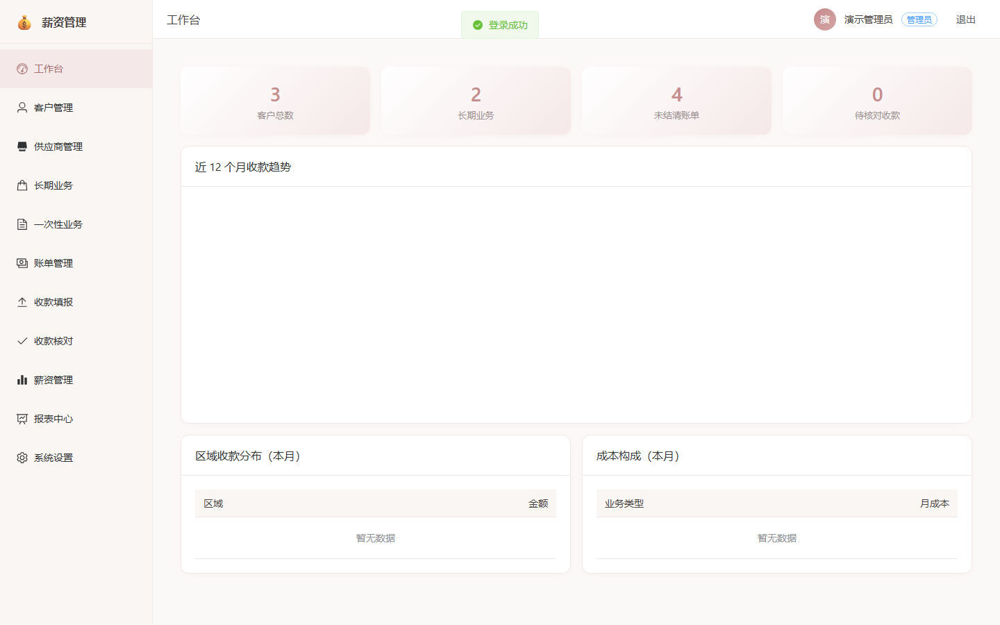 薪资管理
工作台
登录成功
演
演示管理员
管理员
退出
工作台
客户管理
供应商管理
长期业务
一次性业务
账单管理
收款填报
收款核对
薪资管理
报表中心
系统设置
3
客户总数
2
长期业务
4
未结清账单
0
待核对收款
近 12 个月收款趋势
区域收款分布（本月）
区域
金额
暂无数据
成本构成（本月）
业务类型
月成本
暂无数据